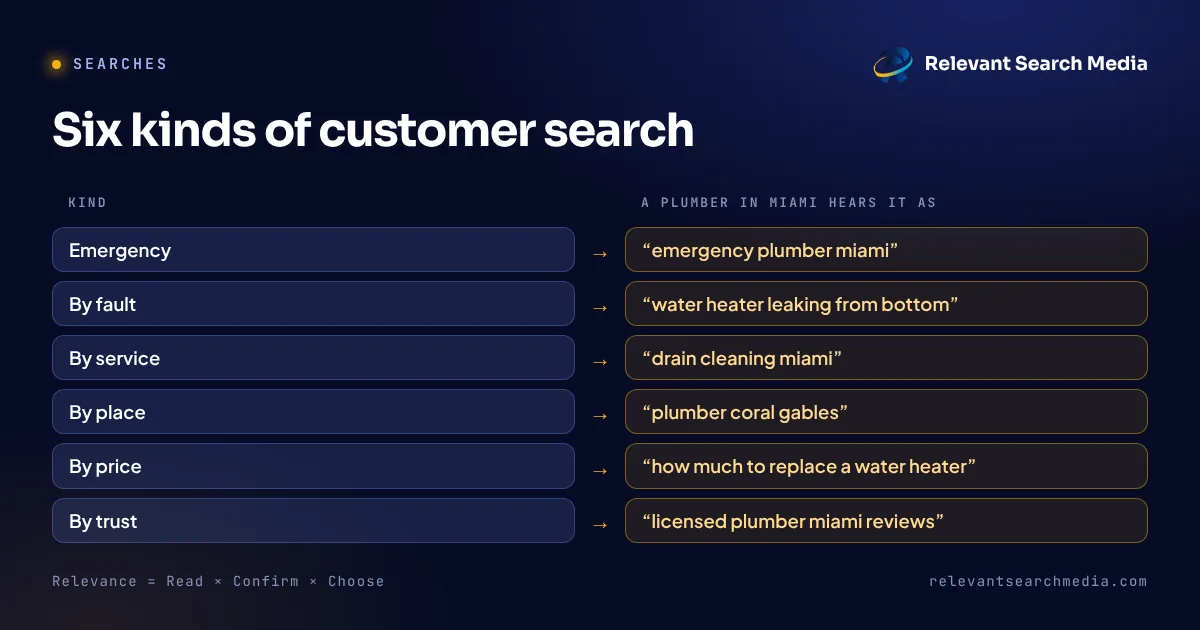 SEARCHES
Relevant Search Media
Six kinds of customer search
KIND
A PLUMBER IN MIAMI HEARS IT AS
Emergency → “emergency plumber miami”
By fault → “water heater leaking from bottom”
By service → “drain cleaning miami”
By place → “plumber coral gables”
By price → “how much to replace a water heater”
By trust → “licensed plumber miami reviews”
Relevance = Read × Confirm × Choose
relevantsearchmedia.com